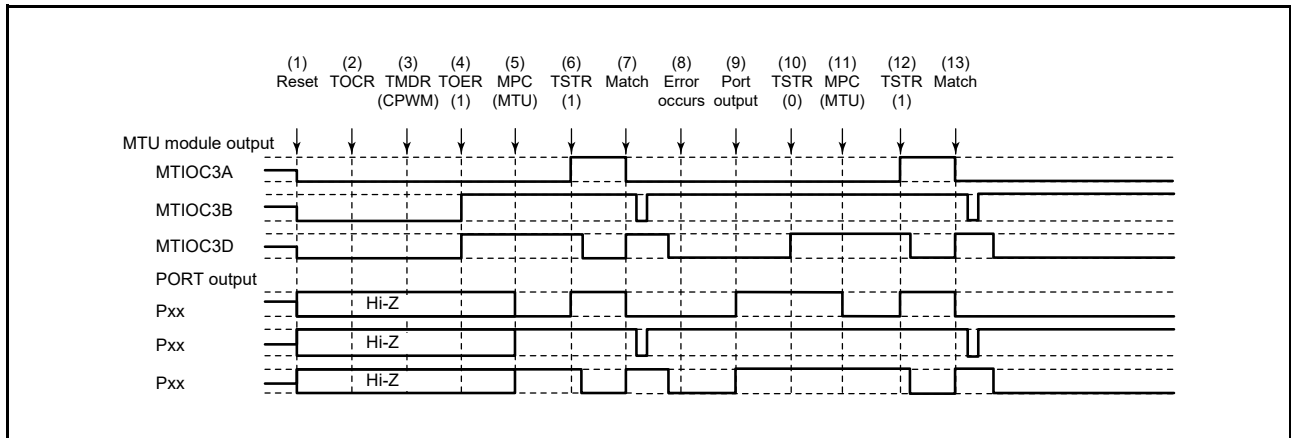 (1) (2) (3) (4) (5) (6) (7) (8) (9) (10) (11) (12) (13)
Reset TOCR TMDR TOER MPC TSTR Match Error Port TSTR MPC TSTR Match
(CPWM) (1) (MTU) (1) occurs output (0) (MTU) (1)
MTU module output
MTIOC3A
MTIOC3B
MTIOC3D
PORT output
Pxx Hi-Z
Pxx Hi-Z
Pxx Hi-Z